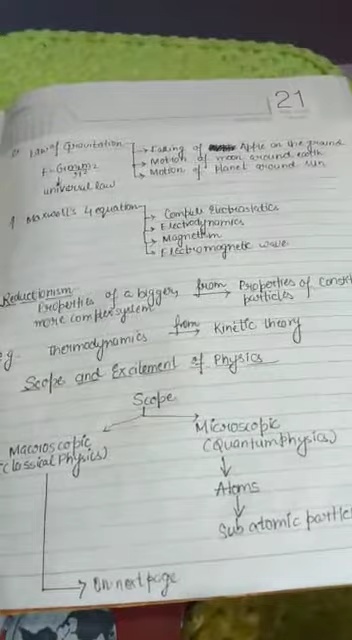 21
Law of Gravitation → Falling of Apple on the ground
F = Gm1m2/r2 → Motion of moon around earth
universal law → Motion of planet around sun
Maxwell's 4 equation → Complete Electrostatics
→ Electrodynamics
→ Magnetism
→ Electromagnetic wave
Reductionism
Properties of a bigger, from → Properties of
more complex system particles
e.g. Thermodynamics from → Kinetic theory
Scope and Excitement of Physics
Scope
Macroscopic Microscopic
(Classical Physics) (Quantum physics)
Atoms
Sub atomic
→ On next page